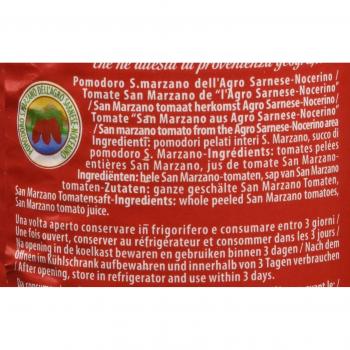 che ne attesta la provenienza geogr
Pomodoro S.marzano dell'Agro Sarnese-Nocerino/
Tomate San Marzano de "l'Agro Sarnese-Nocerino"
/San Marzano tomaat herkomst Agro Sarnese-Nocerino/
Tomate "San Marzano aus Agro Sarnese-Nocerino/
/San marzano tomato from the Agro Sarnese-Nocerino area
Ingredienti: pomodori pelati interi S. Marzano, succo di
pomodoro S. Marzano-Ingredients: tomates pelées
entières San Marzano, jus de tomate San Marzano-
Ingrediënten: hele San Marzano-tomaten, sap van San Marzano
tomaten-Zutaten: ganze geschälte San Marzano Tomaten,
San Marzano Tomatensaft-Ingredients: whole peeled San Marzano tomatoes,
San Marzano tomato juice.
Una volta aperto conservare in frigorifero e consumare entro 3 giorni/
Une fois ouvert, conserver au réfrigérateur et consommer dans les 3 jours/
Na opening in de koelkast bewaren en gebruiken binnen 3 dagen / Nach dem
Öffnen im Kühlschrank aufbewahren und innerhalb von 3 Tagen verbrauchen
/After opening, store in refrigerator and use within 3 days.